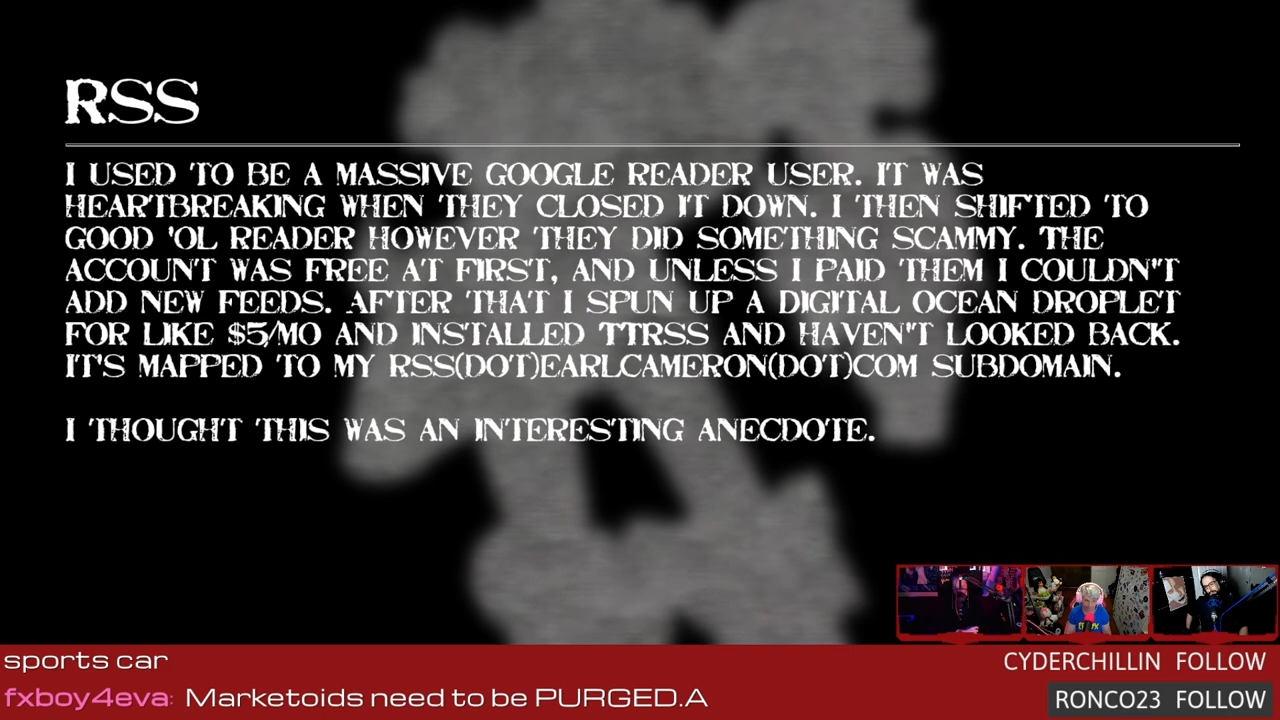 RSS
I USED TO BE A MASSIVE GOOGLE READER USER. IT WAS
HEARTBREAKING WHEN THEY CLOSED IT DOWN. I THEN SHIFTED TO
GOOD 'OL READER HOWEVER THEY DID SOMETHING SCAMMY. THE
ACCOUNT WAS FREE AT FIRST, AND UNLESS I PAID THEM I COULDN"T
ADD NEW FEEDS. AFTER THAT I SPUN UP A DIGITAL OCEAN DROPLET
FOR LIKE $5/MO AND INSTALLED TTRSS AND HAVEN"T LOOKED BACK.
IT'S MAPPED TO MY RSS(DOT)EARLCAMERON(DOT)COM SUBDOMAIN.
I THOUGHT THIS WAS AN INTERESTING ANECDOTE.
sports car
fxboy4eva: Marketoids need to be PURGED.A
CYDERCHILLIN FOLLOW
RONCO23 FOLLOW